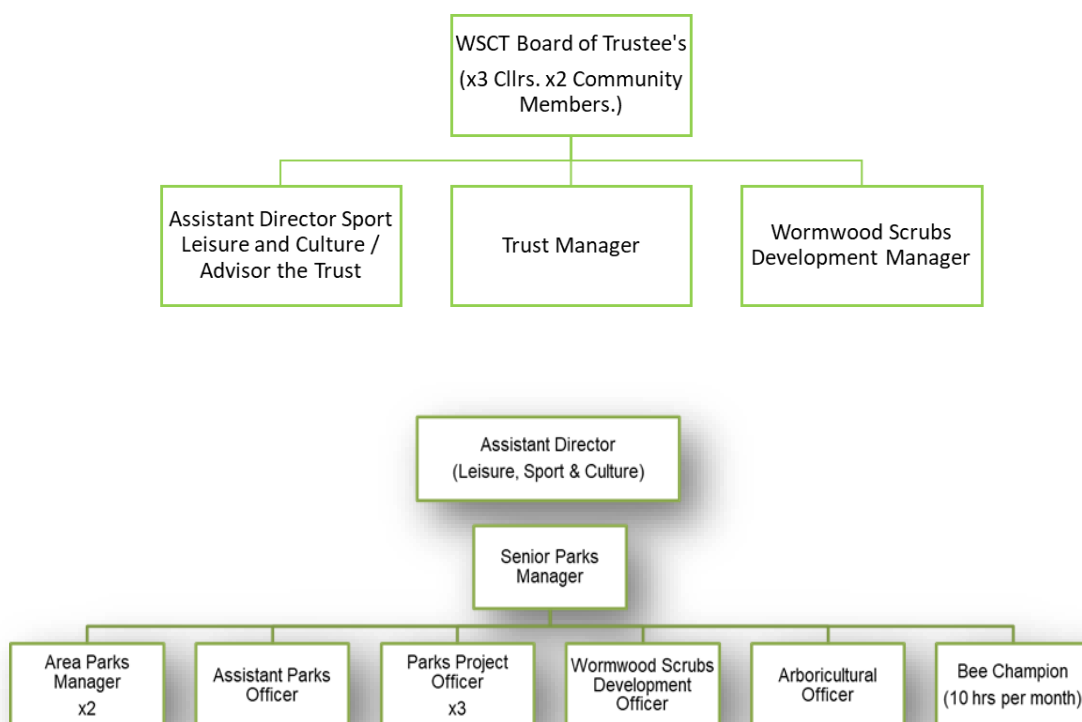 WSCT Board of Trustee's
(x3 Cllrs. x2 Community
Members.)
Assistant Director Sport
Leisure and Culture /
Advisor the Trust
Trust Manager
Wormwood Scrubs
Development Manager
Assistant Director
(Leisure, Sport & Culture)
Senior Parks
Manager
Area Parks
Manager
x2
Assistant Parks
Officer
Parks Project
Officer
x3
Wormwood Scrubs
Development
Officer
Arboricultural
Officer
Bee Champion
(10 hrs per month)